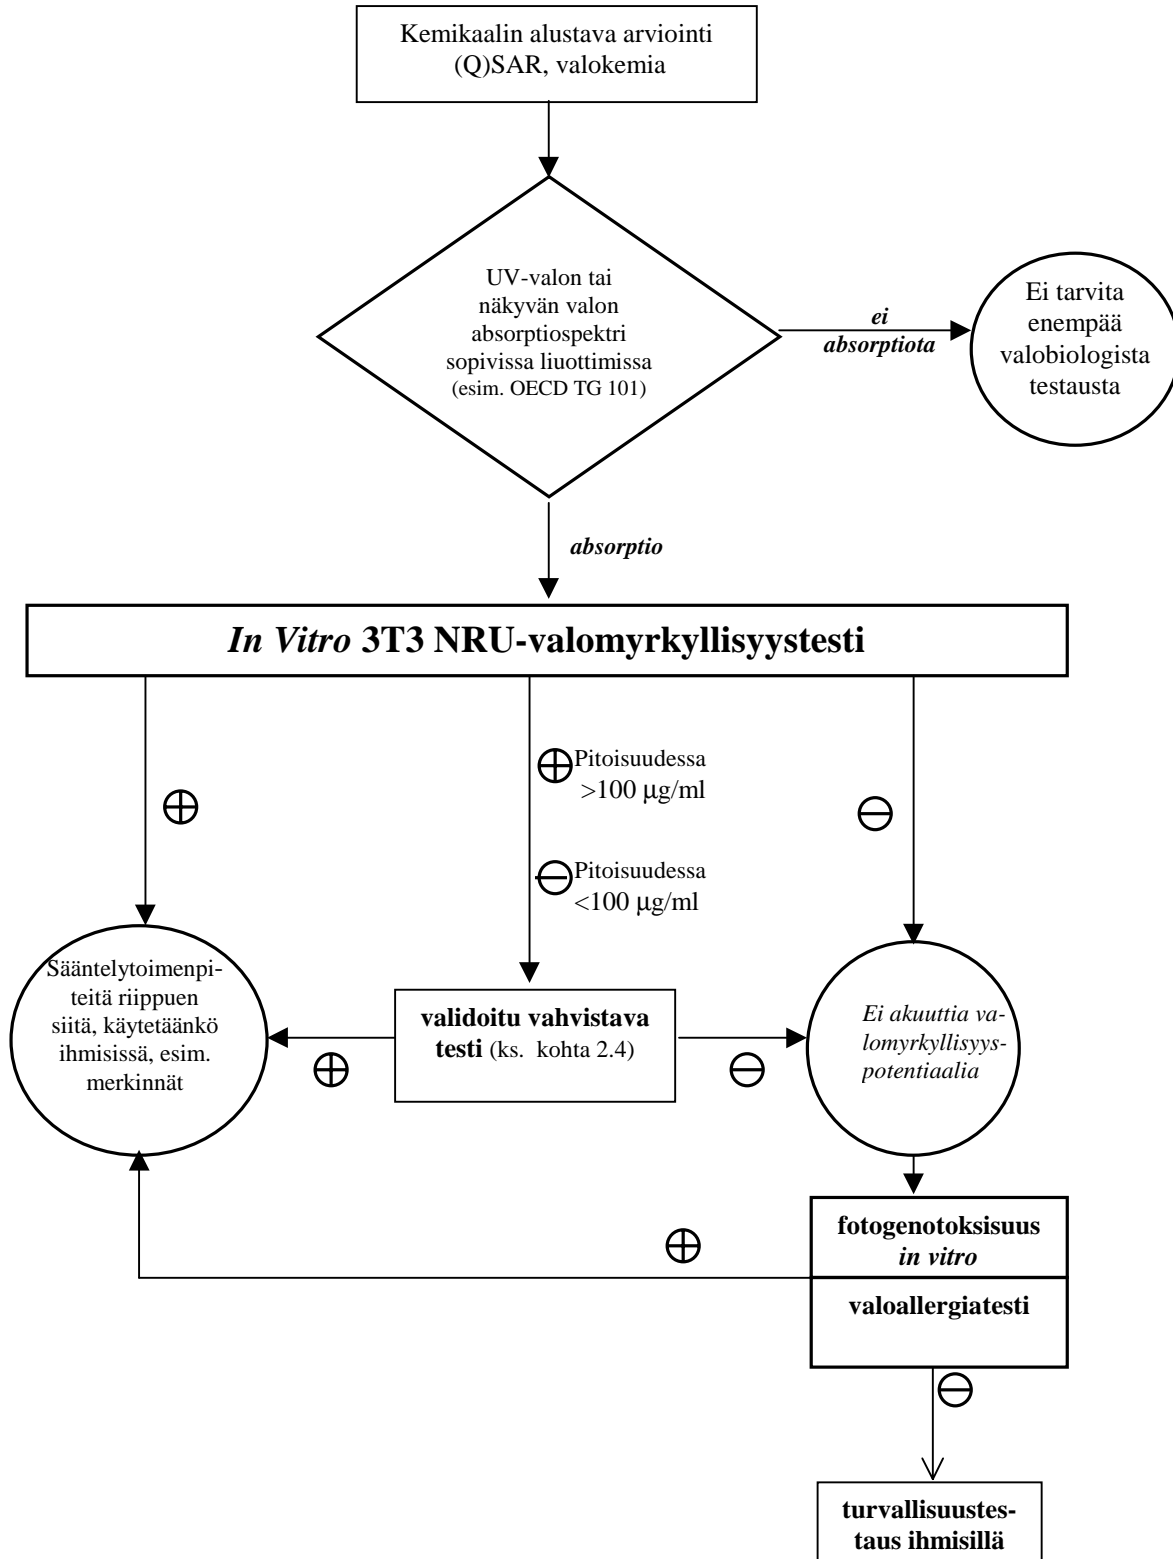 Kemikaalin alustava arviointi
(Q)SAR, valokemia
UV-valon tai
näkyvän valon
absorptiospektri
sopivissa liuottimissa
(esim. OECD TG 101)
ei
absorptiota
Ei tarvita
enempää
valobiologista
testausta
absorptio
In Vitro 3T3 NRU-valomyrkyllisyystesti
Pitoisuudessa
>100 μg/ml
Pitoisuudessa
<100 μg/ml
Sääntelytoimenpi-
teitä riippuen
siitä, käytetäänkö
ihmisissä, esim.
merkinnät
validoitu vahvistava
testi (ks. kohta 2.4)
Ei akuuttia va-
lomyrkyllisyys-
potentiaalia
fotogenotoksisuus
in vitro
valoallergiatesti
turvallisuustes-
taus ihmisillä